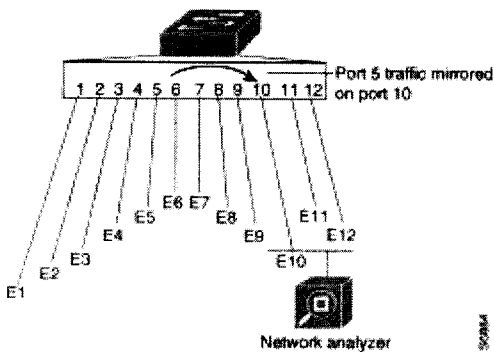 Port 5 traffic mirrored
on port 10
1 2 3 4 5 6 7 8 9 10 11 12
E1
E2
E3
E4
E5
E6
E7
E8
E9
E10
E11
E12
Network analyzer